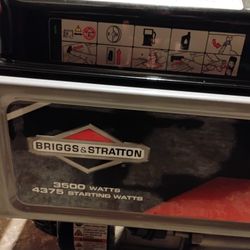 BRIGGS & STRATTON
3500 WATTS
4375 STARTING WATTS